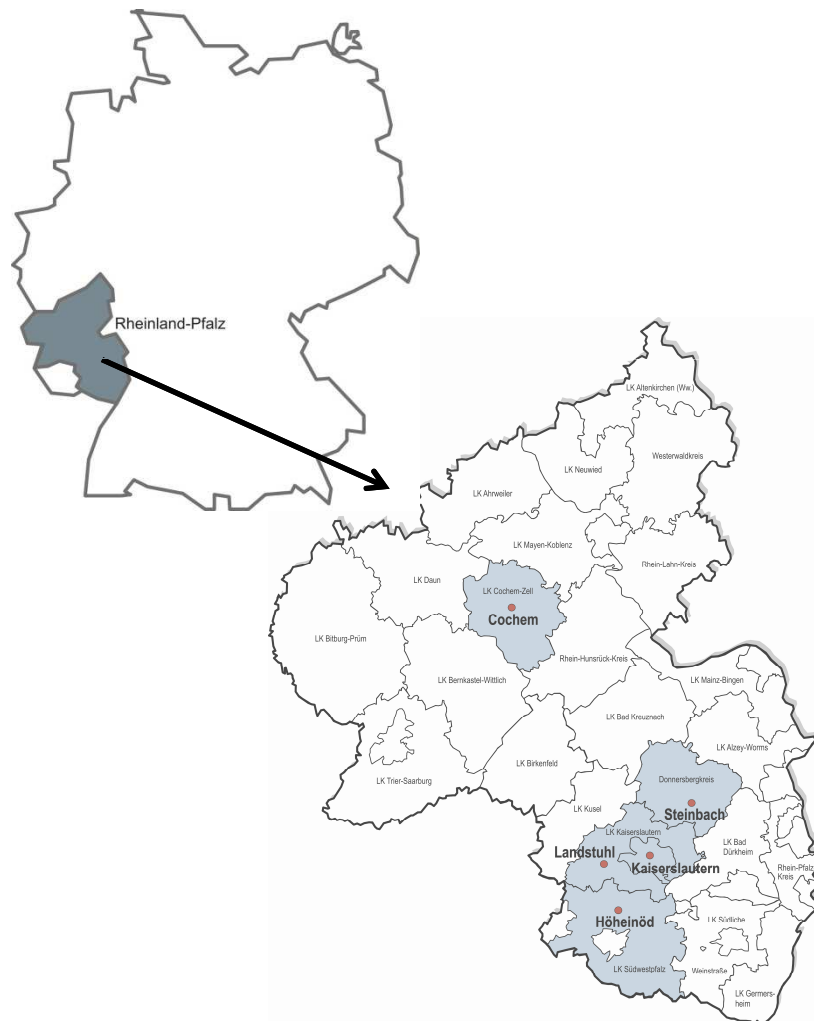 Rheinland-Pfalz
LK Altenkirchen (Ww.)
LK Neuwied
Westerwaldkreis
LK Ahrweiler
LK Mayen-Koblenz
Rhein-Lahn-Kreis
LK Daun
LK Cochem-Zell
Cochem
LK Bitburg-Prüm
Rhein-Hunsrück-Kreis
LK Bernkastel-Wittlich
LK Mainz-Bingen
LK Bad Kreuznach
LK Alzey-Worms
LK Birkenfeld
LK Trier-Saarburg
Donnersbergkreis
LK Kusel
Steinbach
LK Kaiserslautern
LK Bad
Dürkheim
Landstuhl
Kaiserslautern
Rhein-Pfalz
Kreis
Höheinöd
LK Südliche
LK Südwestpfalz
Weinstraße
LK Germers-
heim